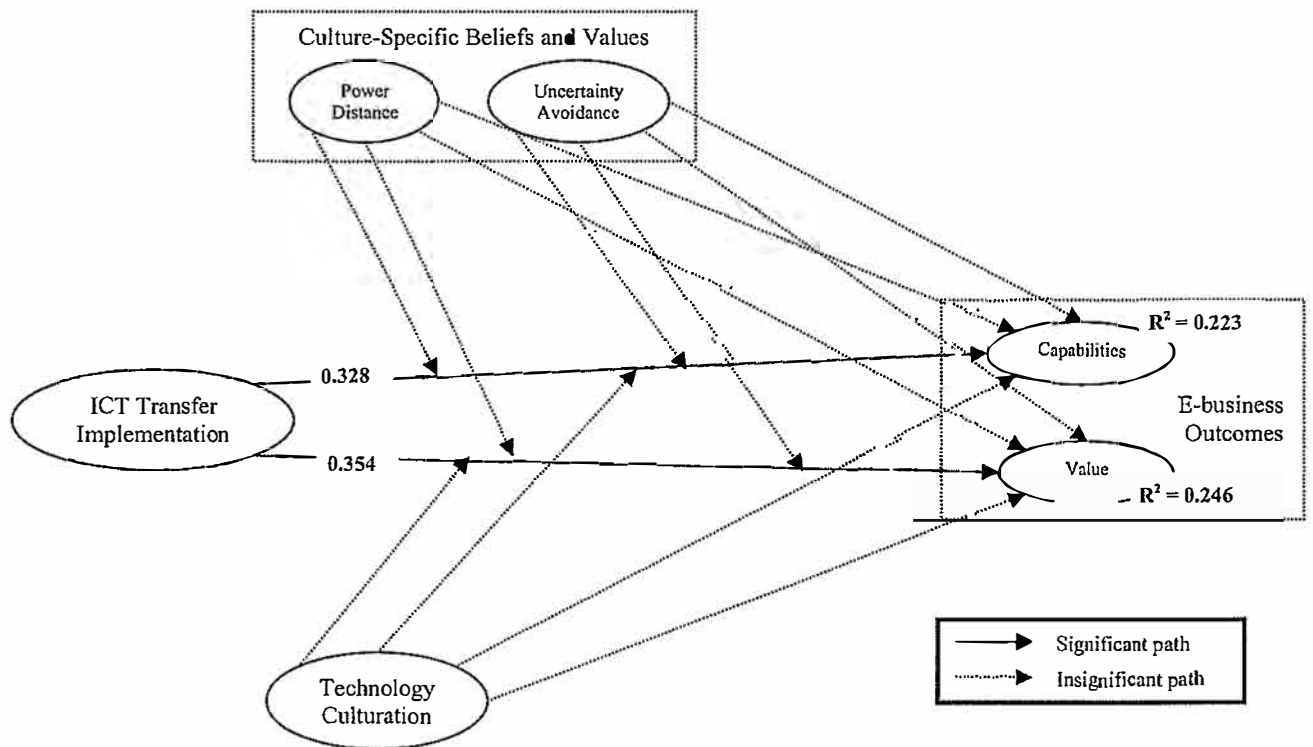 Culture-Specific Beliefs and Values
Power
Distance
Uncertainty
Avoidance
R² = 0.223
Capabilities
0.328
ICT Transfer
Implementation
E-business
Outcomes
0.354
Value
R² = 0.246
Significant path
Insignificant path
Technology
Culturation